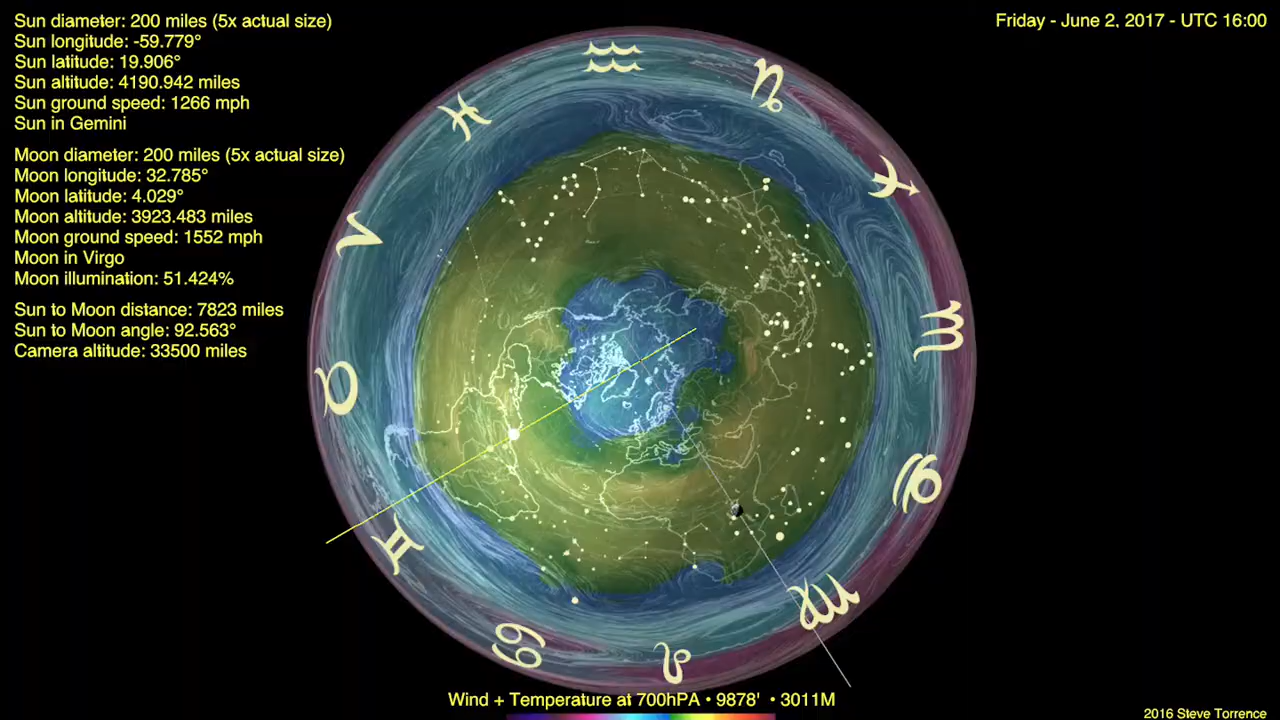 Sun diameter: 200 miles (5x actual size)
Sun longitude: -59.779°
Sun latitude: 19.906°
Sun altitude: 4190.942 miles
Sun ground speed: 1266 mph
Sun in Gemini
Moon diameter: 200 miles (5x actual size)
Moon longitude: 32.785°
Moon latitude: 4.029°
Moon altitude: 3923.483 miles
Moon ground speed: 1552 mph
Moon in Virgo
Moon illumination: 51.424%
Sun to Moon distance: 7823 miles
Sun to Moon angle: 92.563°
Camera altitude: 33500 miles
Friday - June 2, 2017 - UTC 16:00
Wind + Temperature at 700hPA • 9878' • 3011M
2016 Steve Torrence